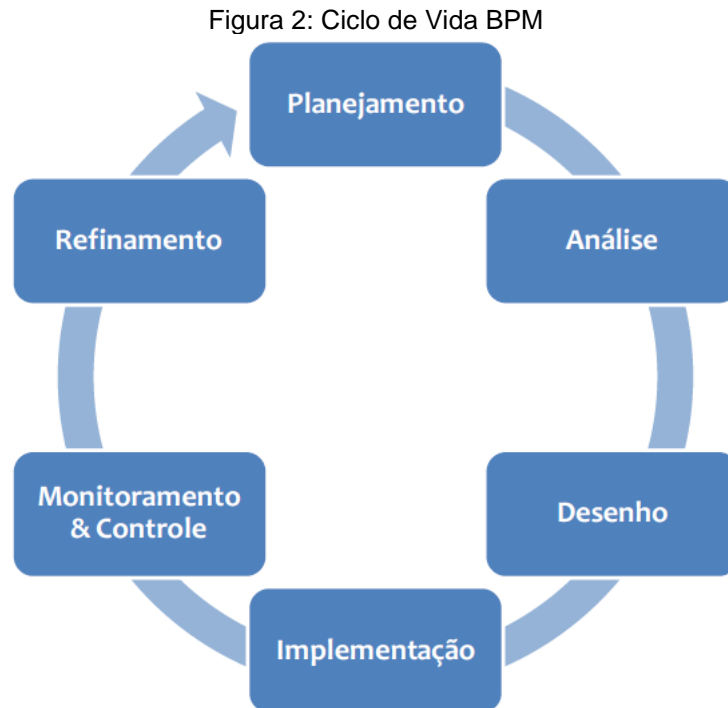 Figura 2: Ciclo de Vida BPM
Planejamento
Análise
Desenho
Implementação
Monitoramento
& Controle
Refinamento